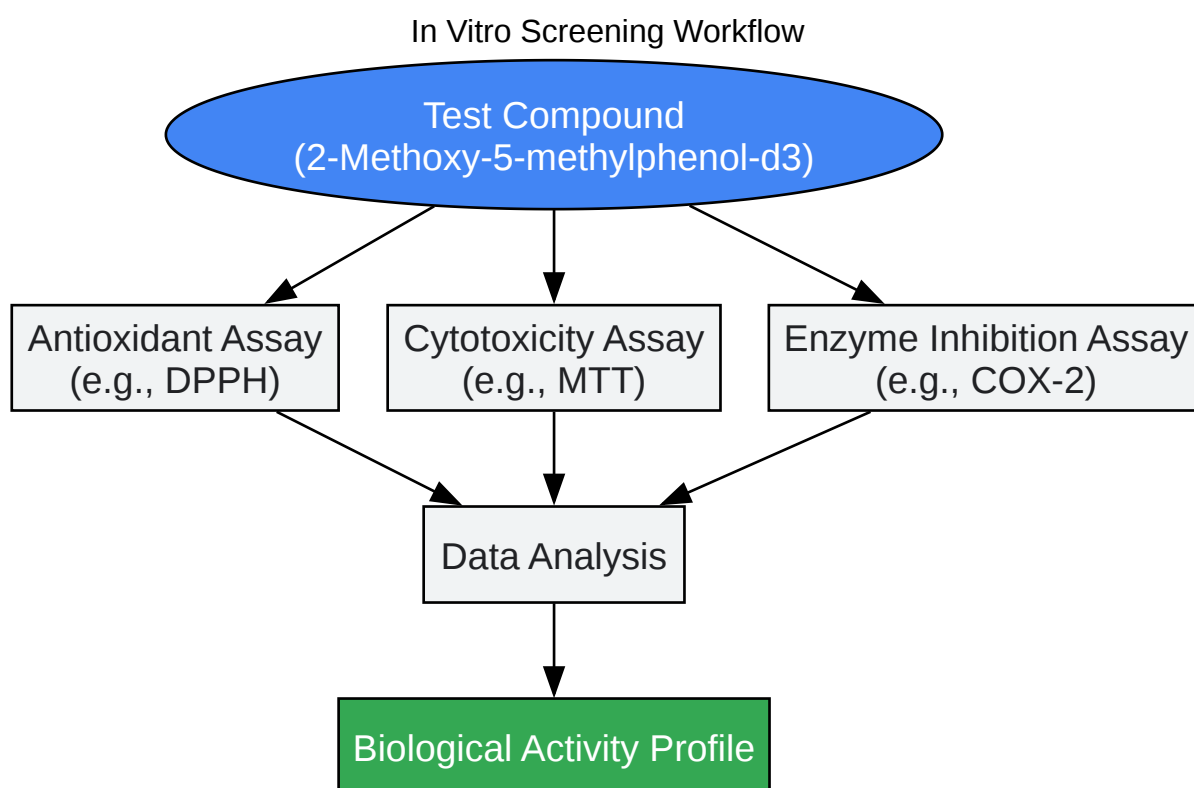 In Vitro Screening Workflow
Test Compound
(2-Methoxy-5-methylphenol-d3)
Antioxidant Assay
(e.g., DPPH)
Cytotoxicity Assay
(e.g., MTT)
Enzyme Inhibition Assay
(e.g., COX-2)
Data Analysis
Biological Activity Profile